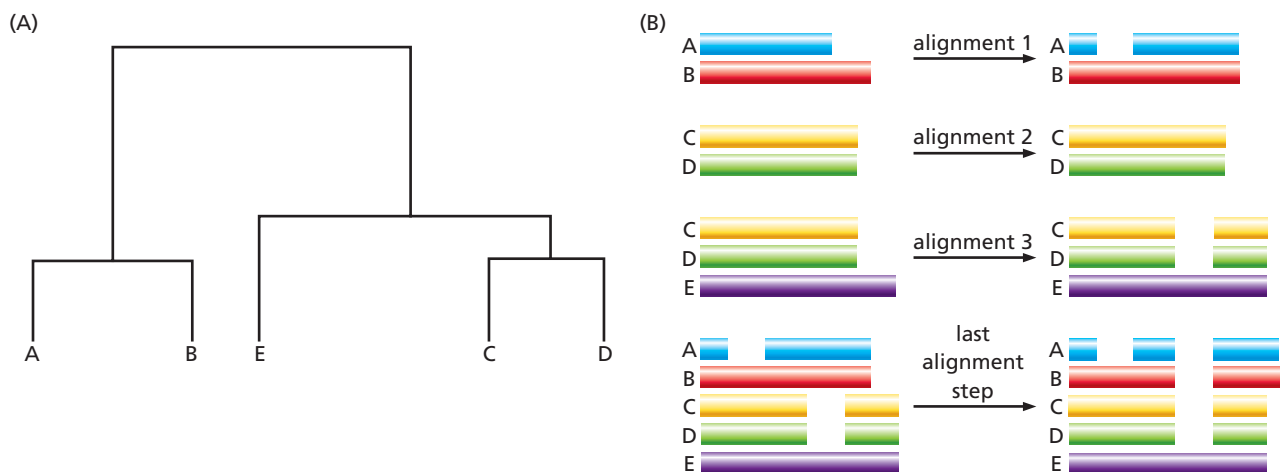 (A)
A B E C D
(B)
A alignment 1 A
B B
C alignment 2 C
D D
C C
D alignment 3 D
E E
A last A
B alignment B
C step C
D D
E E